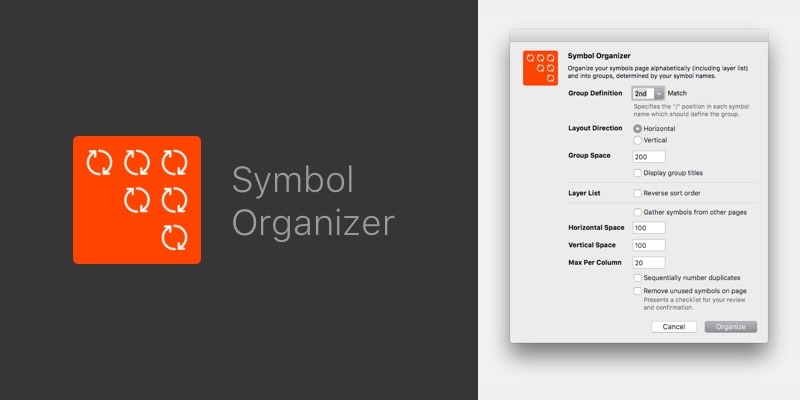 Symbol
Organizer
Symbol Organizer
Organize your symbols page alphabetically (including layer list)
and into groups, determined by your symbol names.
Group Definition 2nd Match
Specifies the "/" position in each symbol
name which should define the group.
Layout Direction Horizontal
Vertical
Group Space 200
Display group titles
Layer List Reverse sort order
Gather symbols from other pages
Horizontal Space 100
Vertical Space 100
Max Per Column 20
Sequentially number duplicates
Remove unused symbols on page
Presents a checklist for your review
and confirmation.
Cancel Organize